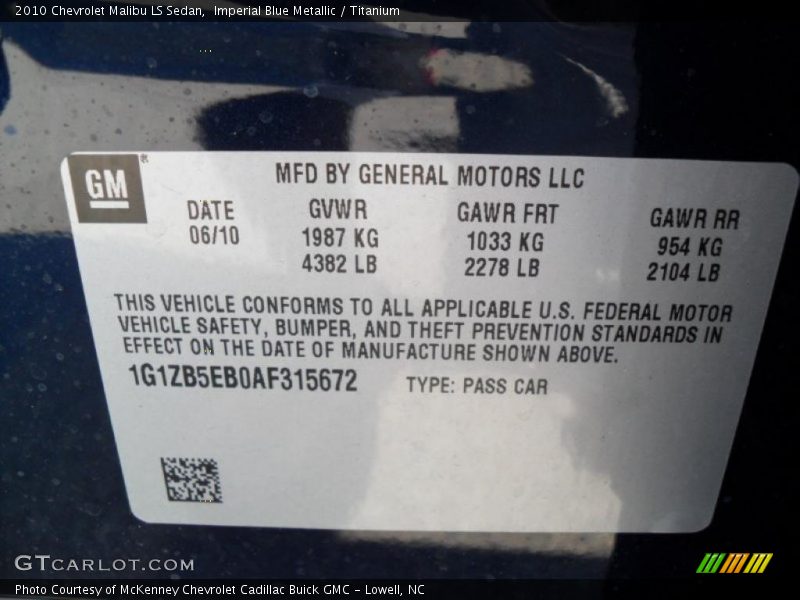 2010 Chevrolet Malibu LS Sedan, Imperial Blue Metallic / Titanium
GM®
MFD BY GENERAL MOTORS LLC
DATE GVWR GAWR FRT GAWR RR
06/10 1987 KG 1033 KG 954 KG
4382 LB 2278 LB 2104 LB
THIS VEHICLE CONFORMS TO ALL APPLICABLE U.S. FEDERAL MOTOR
VEHICLE SAFETY, BUMPER, AND THEFT PREVENTION STANDARDS IN
EFFECT ON THE DATE OF MANUFACTURE SHOWN ABOVE.
1G1ZB5EB0AF315672 TYPE: PASS CAR
GTCARLOT.COM
Photo Courtesy of McKenney Chevrolet Cadillac Buick GMC - Lowell, NC